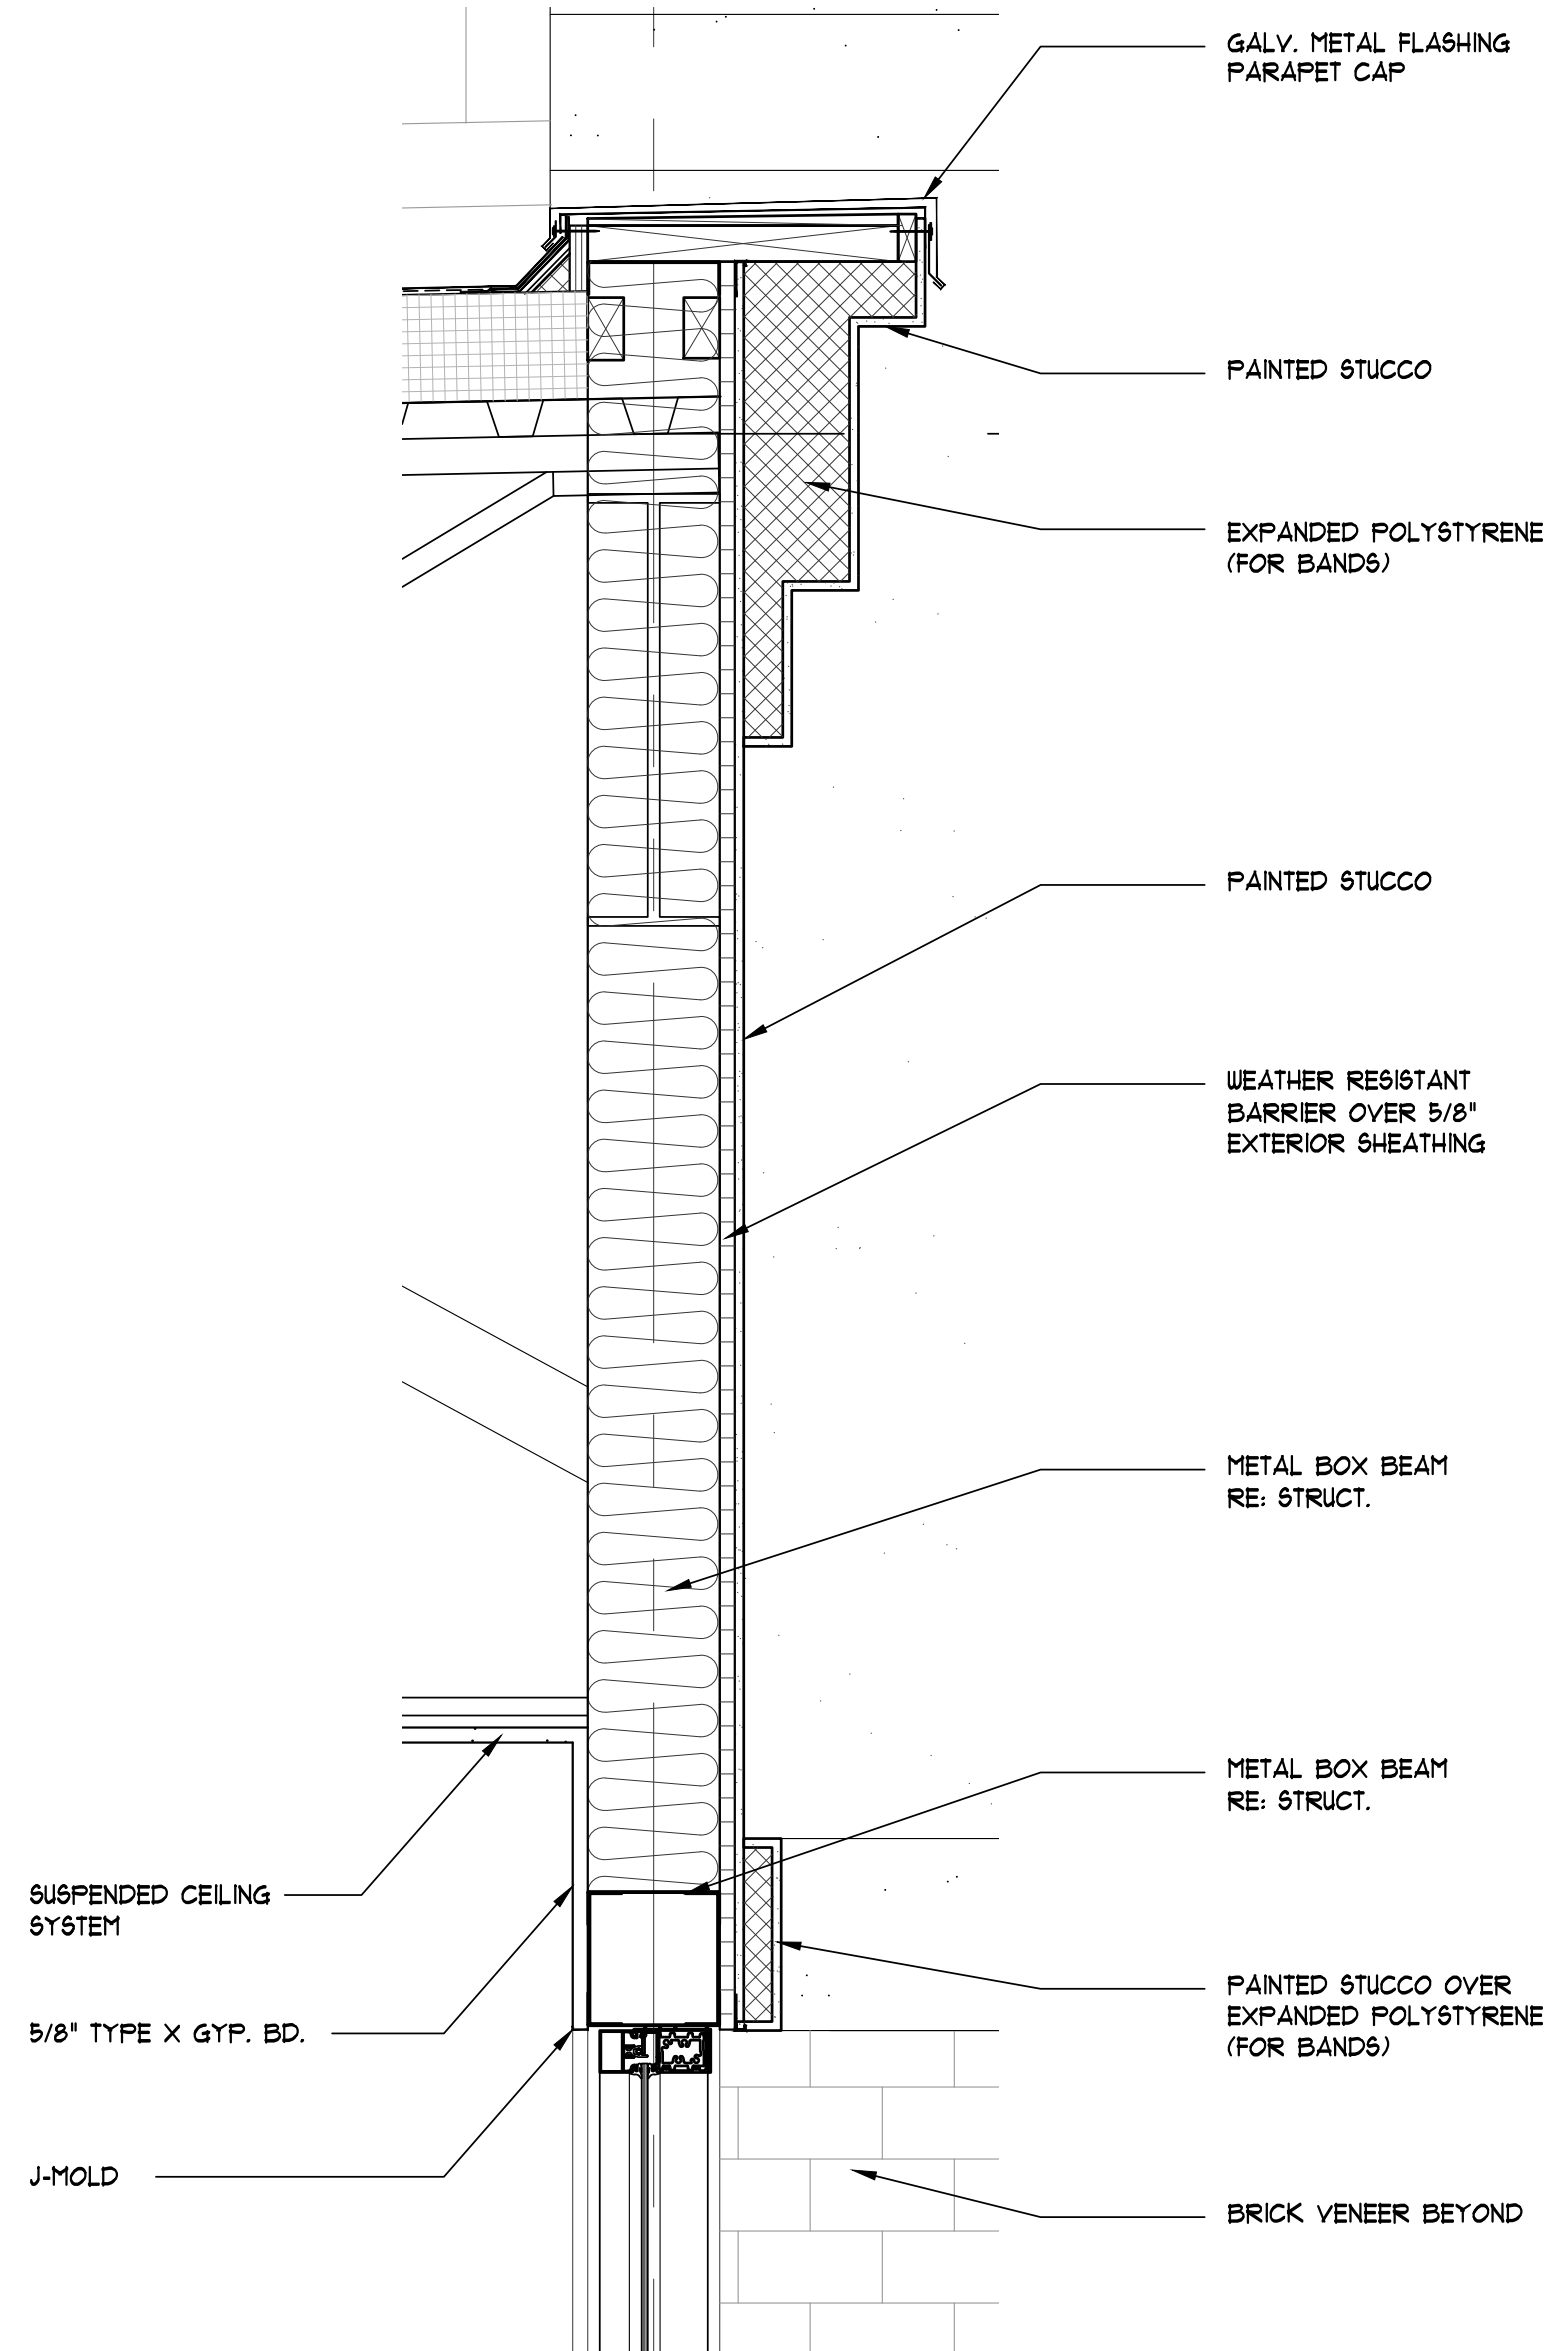 GALV. METAL FLASHING
PARAPET CAP
PAINTED STUCCO
EXPANDED POLYSTYRENE
(FOR BANDS)
PAINTED STUCCO
WEATHER RESISTANT
BARRIER OVER 5/8"
EXTERIOR SHEATHING
METAL BOX BEAM
RE: STRUCT.
METAL BOX BEAM
RE: STRUCT.
SUSPENDED CEILING
SYSTEM
PAINTED STUCCO OVER
EXPANDED POLYSTYRENE
(FOR BANDS)
5/8" TYPE X GYP. BD.
J-MOLD
BRICK VENEER BEYOND